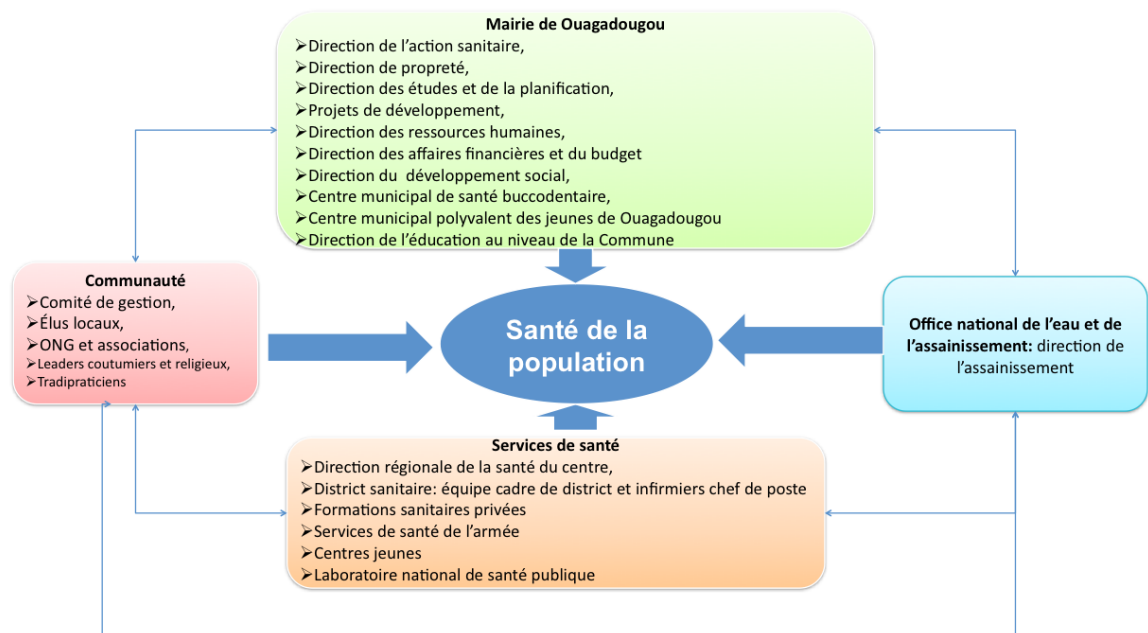 Mairie de Ouagadougou
➢Direction de l’action sanitaire,
➢Direction de propreté,
➢Direction des études et de la planification,
➢Projets de développement,
➢Direction des ressources humaines,
➢Direction des affaires financières et du budget
➢Direction du développement social,
➢Centre municipal de santé buccodentaire,
➢Centre municipal polyvalent des jeunes de Ouagadougou
➢Direction de l’éducation au niveau de la Commune
Communauté
➢Comité de gestion,
➢Élus locaux,
➢ONG et associations,
➢Leaders coutumiers et religieux,
➢Tradipraticiens
Santé de la
population
Office national de l’eau et de
l’assainissement: direction de
l’assainissement
Services de santé
➢Direction régionale de la santé du centre,
➢District sanitaire: équipe cadre de district et infirmiers chef de poste
➢Formations sanitaires privées
➢Services de santé de l’armée
➢Centres jeunes
➢Laboratoire national de santé publique